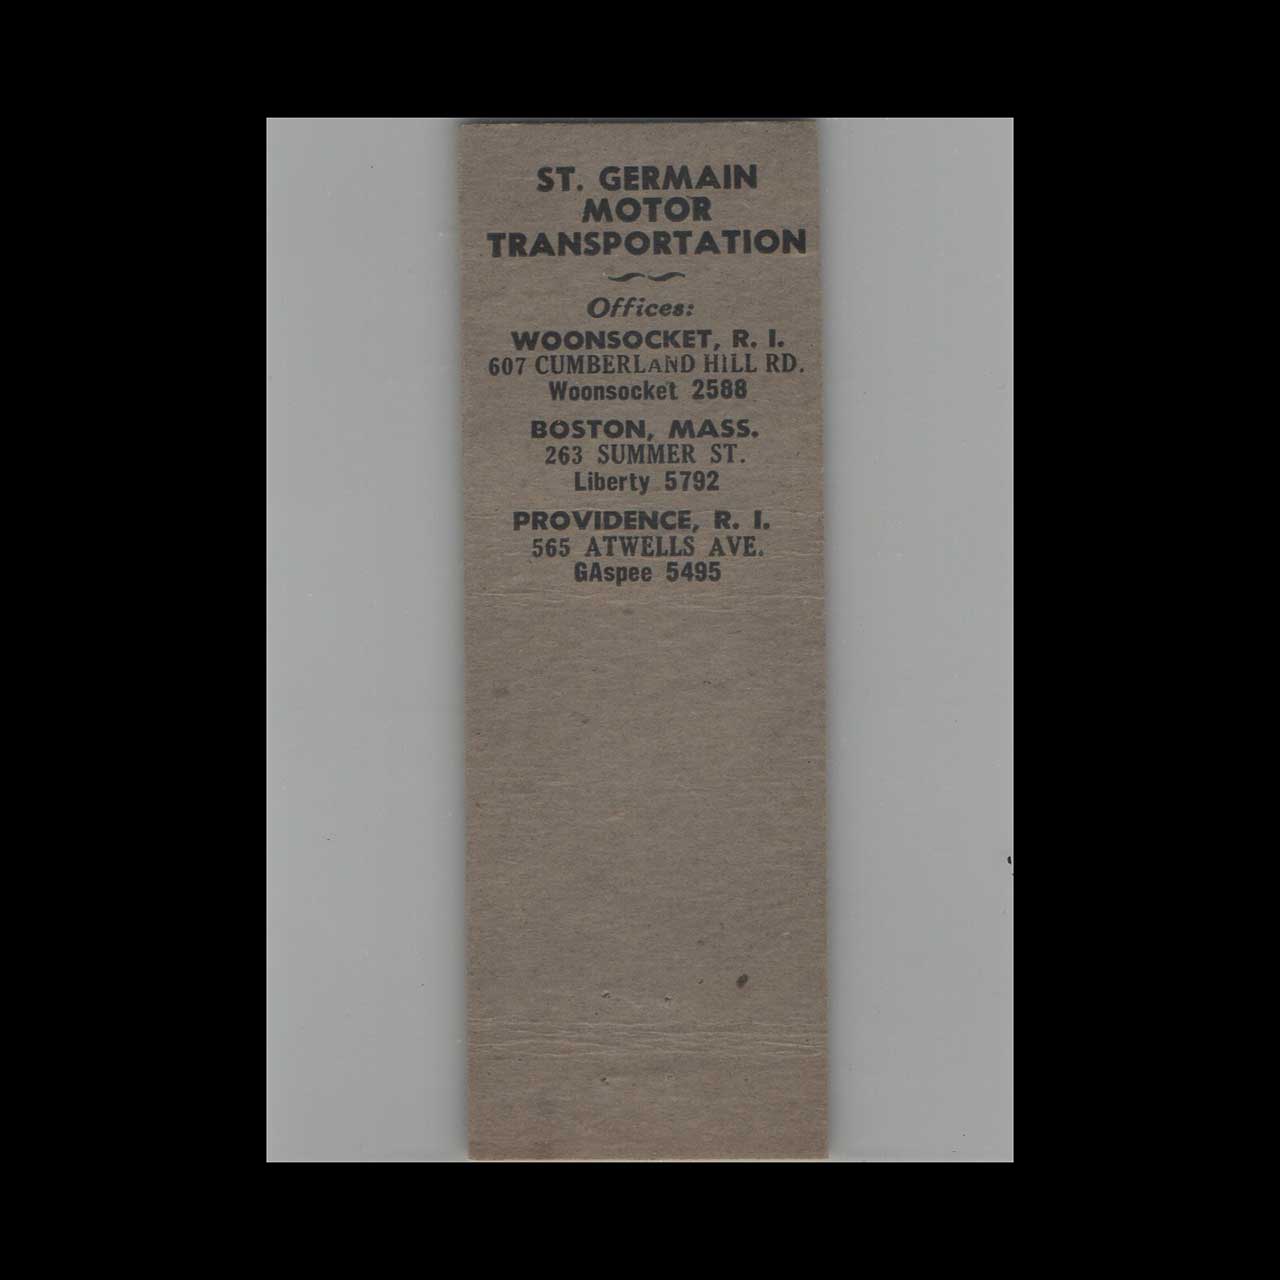 ST. GERMAIN
MOTOR
TRANSPORTATION
Offices:
WOONSOCKET, R. I.
607 CUMBERLAND HILL RD.
Woonsocket 2588
BOSTON, MASS.
263 SUMMER ST.
Liberty 5792
PROVIDENCE, R. I.
565 ATWELLS AVE.
GAspee 5495